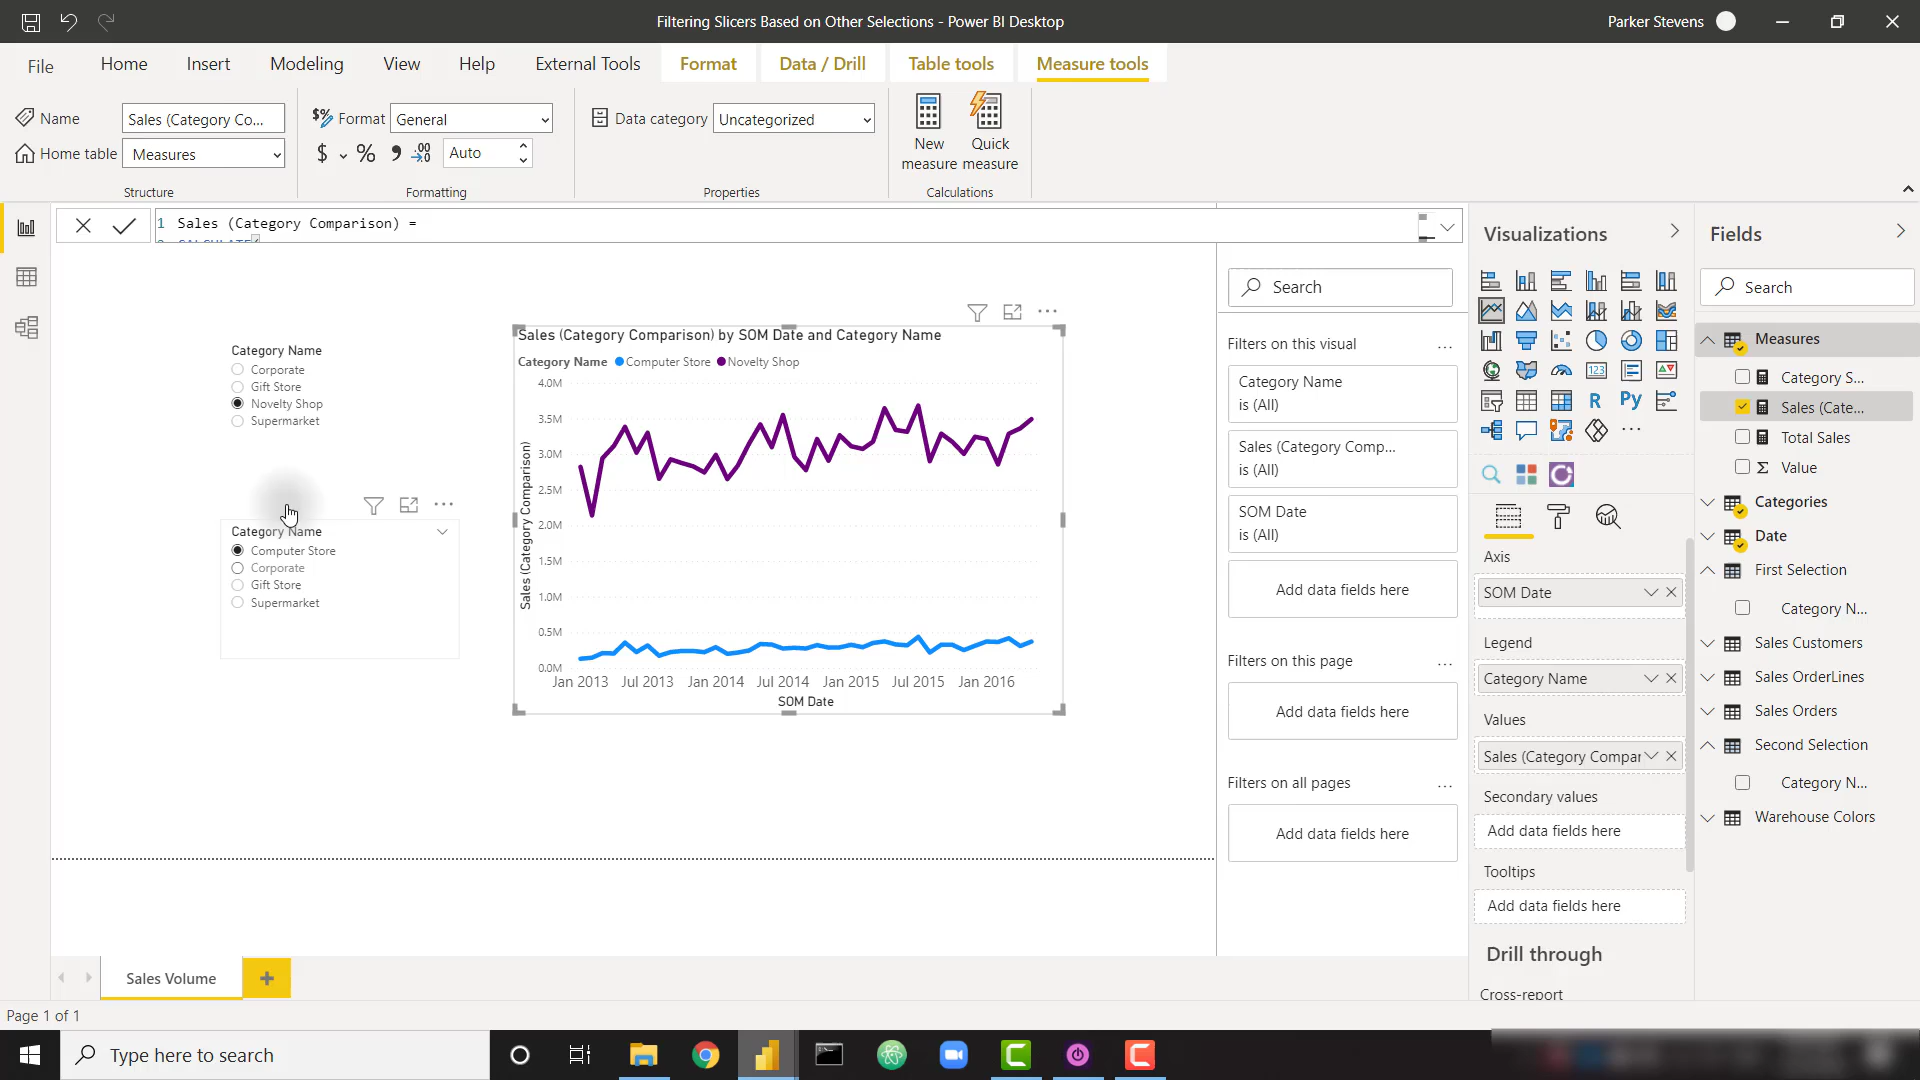 Filtering Slicers Based on Other Selections - Power BI Desktop
Parker Stevens
File
Home
Insert
Modeling
View
Help
External Tools
Format
Data / Drill
Table tools
Measure tools
Name
Sales (Category Co...
Home table
Measures
Structure
Format
General
$
%
,
.00
Auto
Formatting
Data category
Uncategorized
Properties
New
measure
Quick
measure
Calculations
1 Sales (Category Comparison) =
Category Name
Corporate
Gift Store
Novelty Shop
Supermarket
Category Name
Computer Store
Corporate
Gift Store
Supermarket
Sales (Category Comparison) by SOM Date and Category Name
Category Name Computer Store Novelty Shop
4.0M
3.5M
3.0M
2.5M
2.0M
1.5M
1.0M
0.5M
0.0M
Sales (Category Comparison)
Jan 2013 Jul 2013 Jan 2014 Jul 2014 Jan 2015 Jul 2015 Jan 2016
SOM Date
Search
Filters on this visual
...
Category Name
is (All)
Sales (Category Comp...
is (All)
SOM Date
is (All)
Add data fields here
Filters on this page
...
Add data fields here
Filters on all pages
...
Add data fields here
Visualizations
123
R
Py
...
Axis
SOM Date
Legend
Category Name
Values
Sales (Category Compar
Secondary values
Add data fields here
Tooltips
Add data fields here
Drill through
Cross-report
Fields
Search
Measures
Category S...
Sales (Cate...
Total Sales
Σ Value
Categories
Date
First Selection
Category N...
Sales Customers
Sales OrderLines
Sales Orders
Second Selection
Category N...
Warehouse Colors
Sales Volume
+
Page 1 of 1
Type here to search